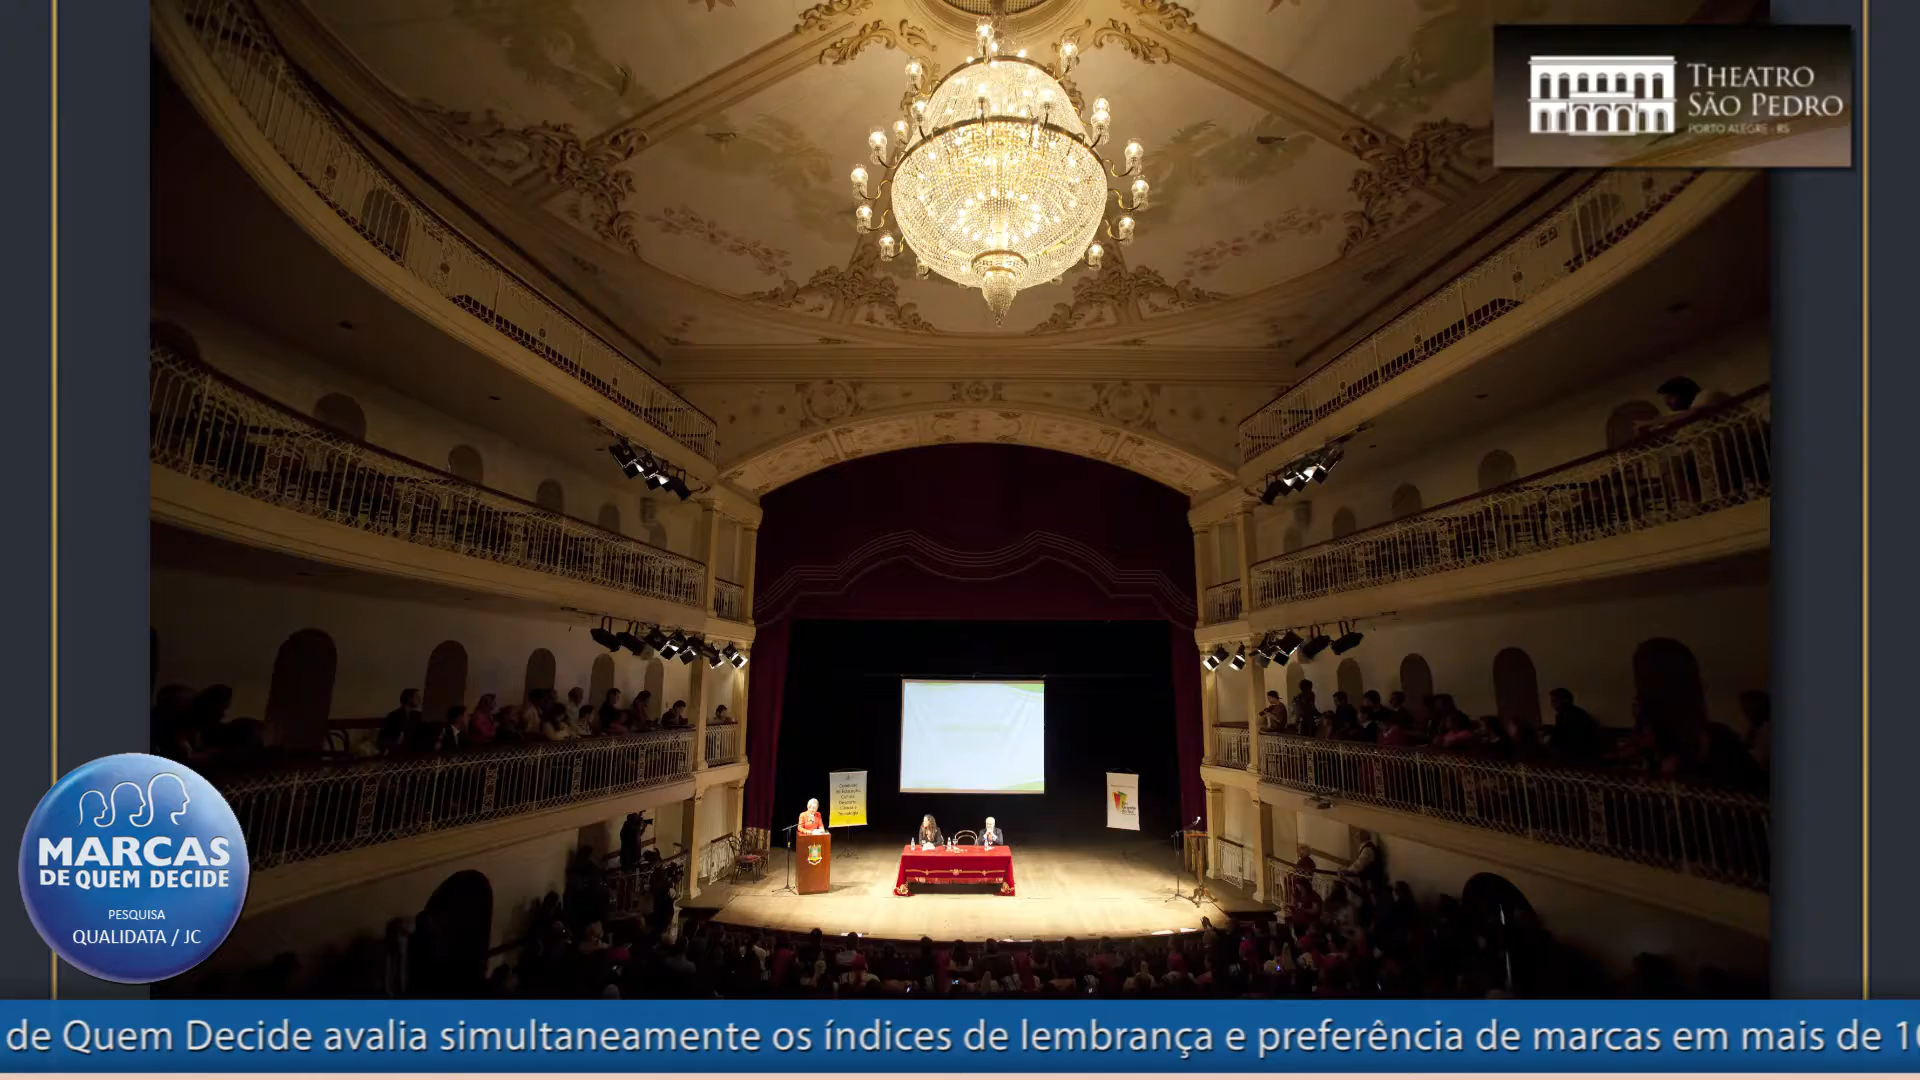 THEATRO
SÃO PEDRO
PORTO ALEGRE - RS
MARCAS
DE QUEM DECIDE
PESQUISA
QUALIDATA / JC
de Quem Decide avalia simultaneamente os índices de lembrança e preferência de marcas em mais de